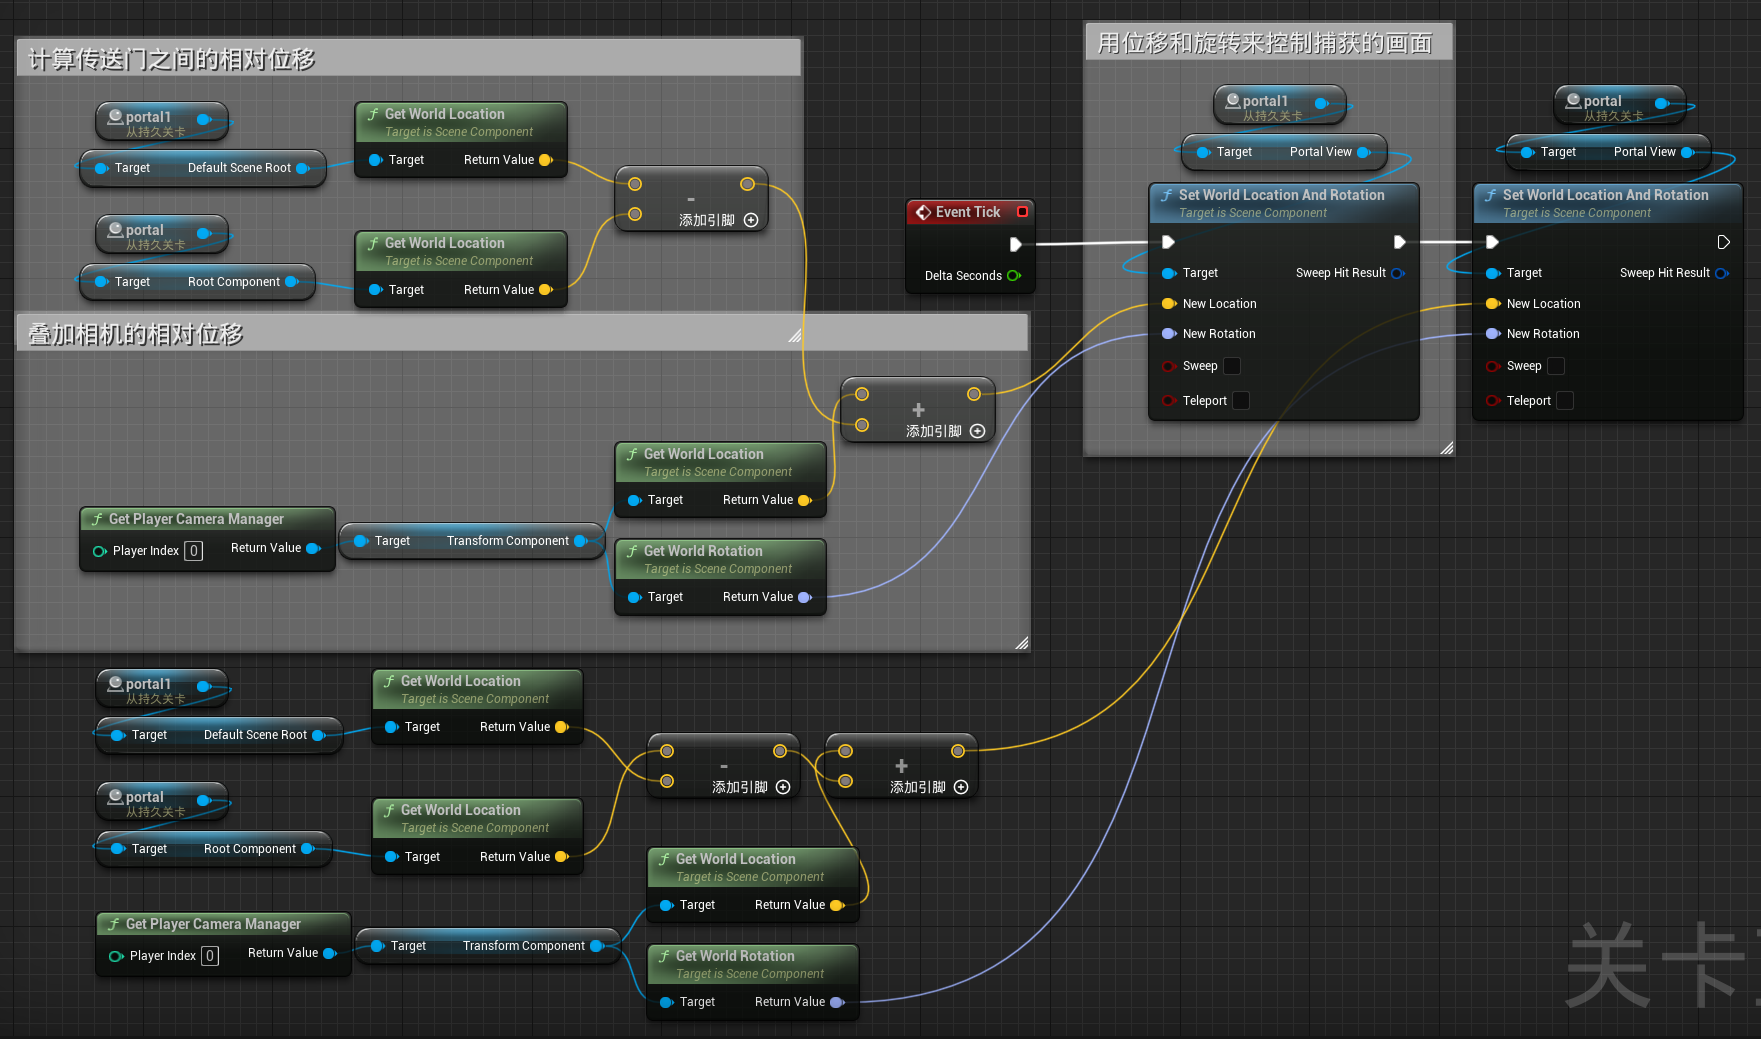 计算传送门之间的相对位移
portal1
从持久关卡
Target Default Scene Root
Get World Location
Target is Scene Component
Target Return Value
-
添加引脚
portal
从持久关卡
Target Root Component
Get World Location
Target is Scene Component
Target Return Value
叠加相机的相对位移
Get Player Camera Manager
Player Index 0 Return Value
Target Transform Component
Get World Location
Target is Scene Component
Target Return Value
Get World Rotation
Target is Scene Component
Target Return Value
+
添加引脚
Event Tick
Delta Seconds
用位移和旋转来控制捕获的画面
portal1
从持久关卡
Target Portal View
Set World Location And Rotation
Target is Scene Component
Target Sweep Hit Result
New Location
New Rotation
Sweep
Teleport
portal
从持久关卡
Target Portal View
Set World Location And Rotation
Target is Scene Component
Target Sweep Hit Result
New Location
New Rotation
Sweep
Teleport
portal1
从持久关卡
Target Default Scene Root
Get World Location
Target is Scene Component
Target Return Value
portal
从持久关卡
Target Root Component
Get World Location
Target is Scene Component
Target Return Value
-
添加引脚
+
添加引脚
Get Player Camera Manager
Player Index 0 Return Value
Target Transform Component
Get World Location
Target is Scene Component
Target Return Value
Get World Rotation
Target is Scene Component
Target Return Value
关卡